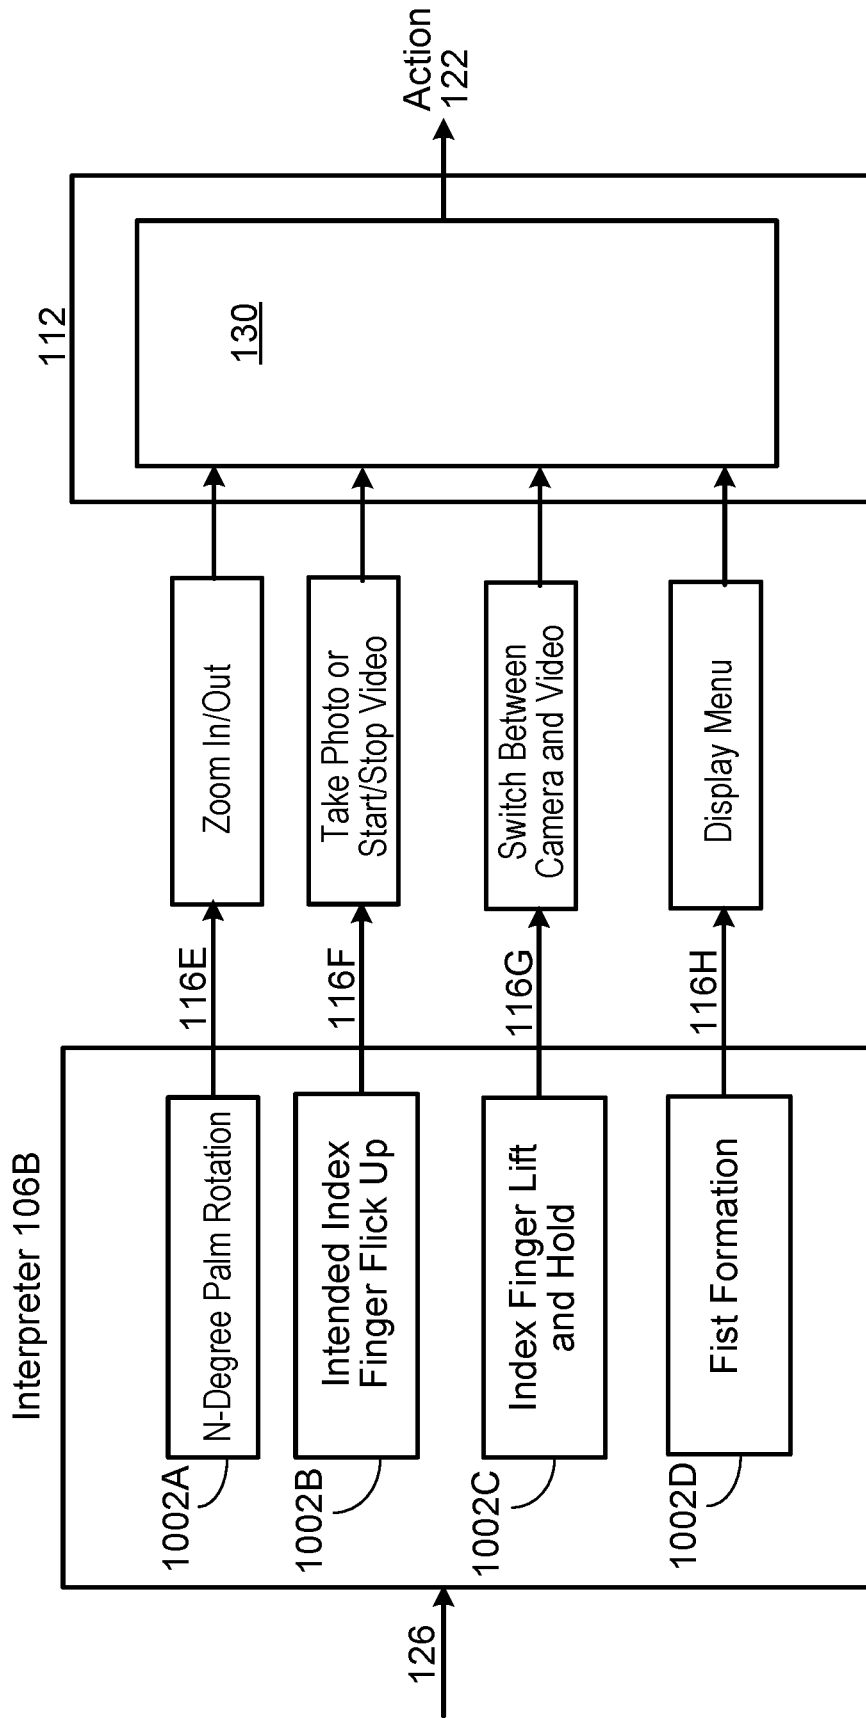 Interpreter 106B
126
1002A
N-Degree Palm Rotation
116E
Zoom In/Out
1002B
Intended Index
Finger Flick Up
116F
Take Photo or
Start/Stop Video
1002C
Index Finger Lift
and Hold
116G
Switch Between
Camera and Video
1002D
Fist Formation
116H
Display Menu
112
130
Action
122